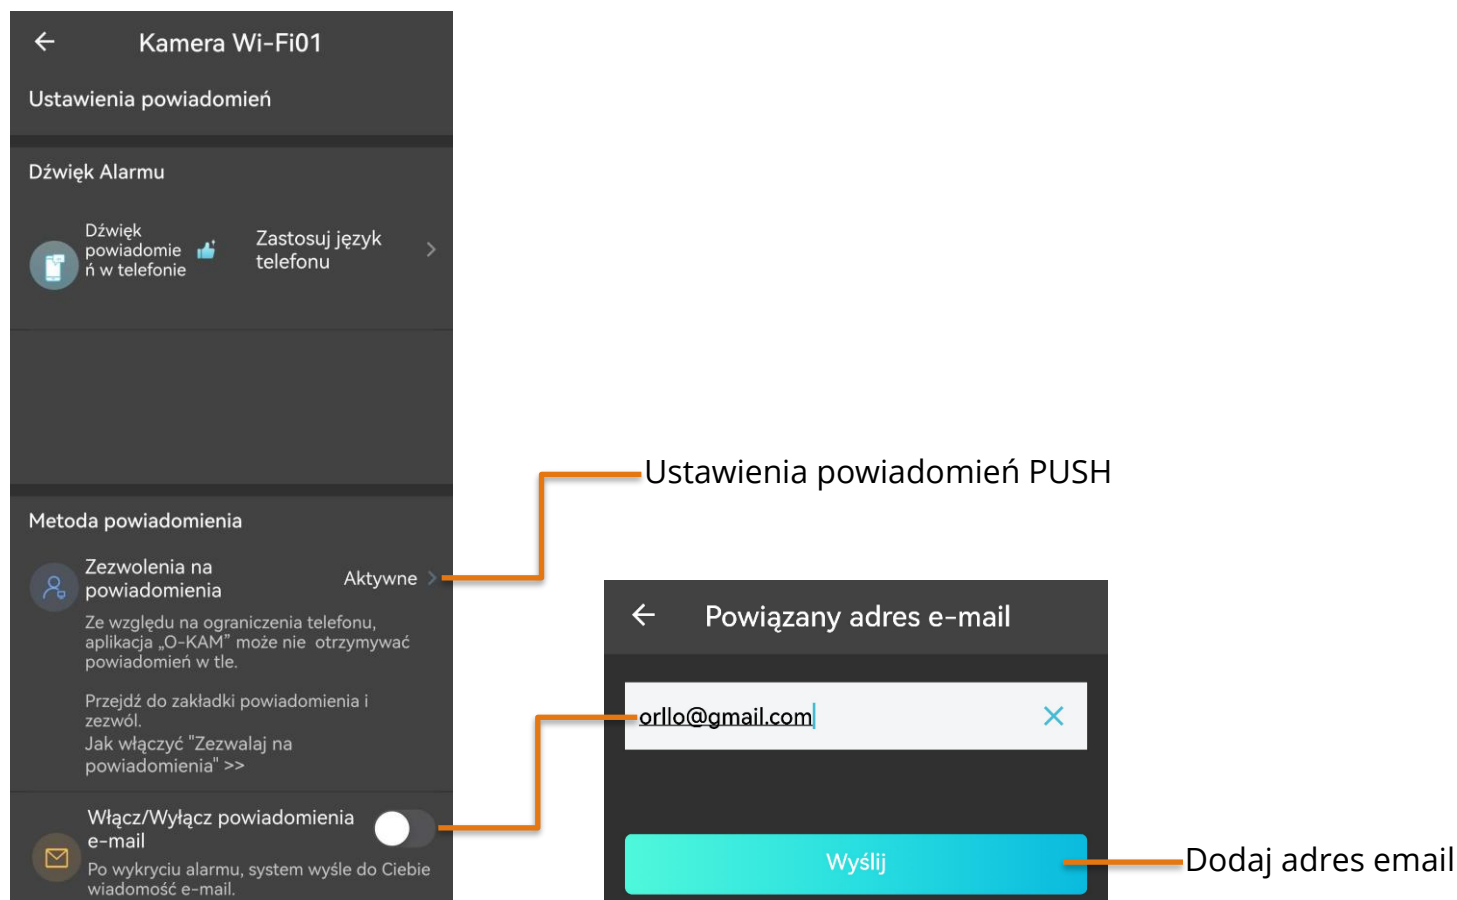 Kamera Wi-Fi01
Ustawienia powiadomień
Dźwięk Alarmu
Dźwięk
powiadomie
ń w telefonie
Zastosuj język
telefonu
Ustawienia powiadomień PUSH
Metoda powiadomienia
Zezwolenia na
powiadomienia
Aktywne
Ze względu na ograniczenia telefonu,
aplikacja „O-KAM” może nie otrzymywać
powiadomień w tle.
Przejdź do zakładki powiadomienia i
zezwól.
Jak włączyć "Zezwalaj na
powiadomienia" >>
Włącz/Wyłącz powiadomienia
e-mail
Po wykryciu alarmu, system wyśle do Ciebie
wiadomość e-mail.
Powiązany adres e-mail
orllo@gmail.com
Wyślij
Dodaj adres email